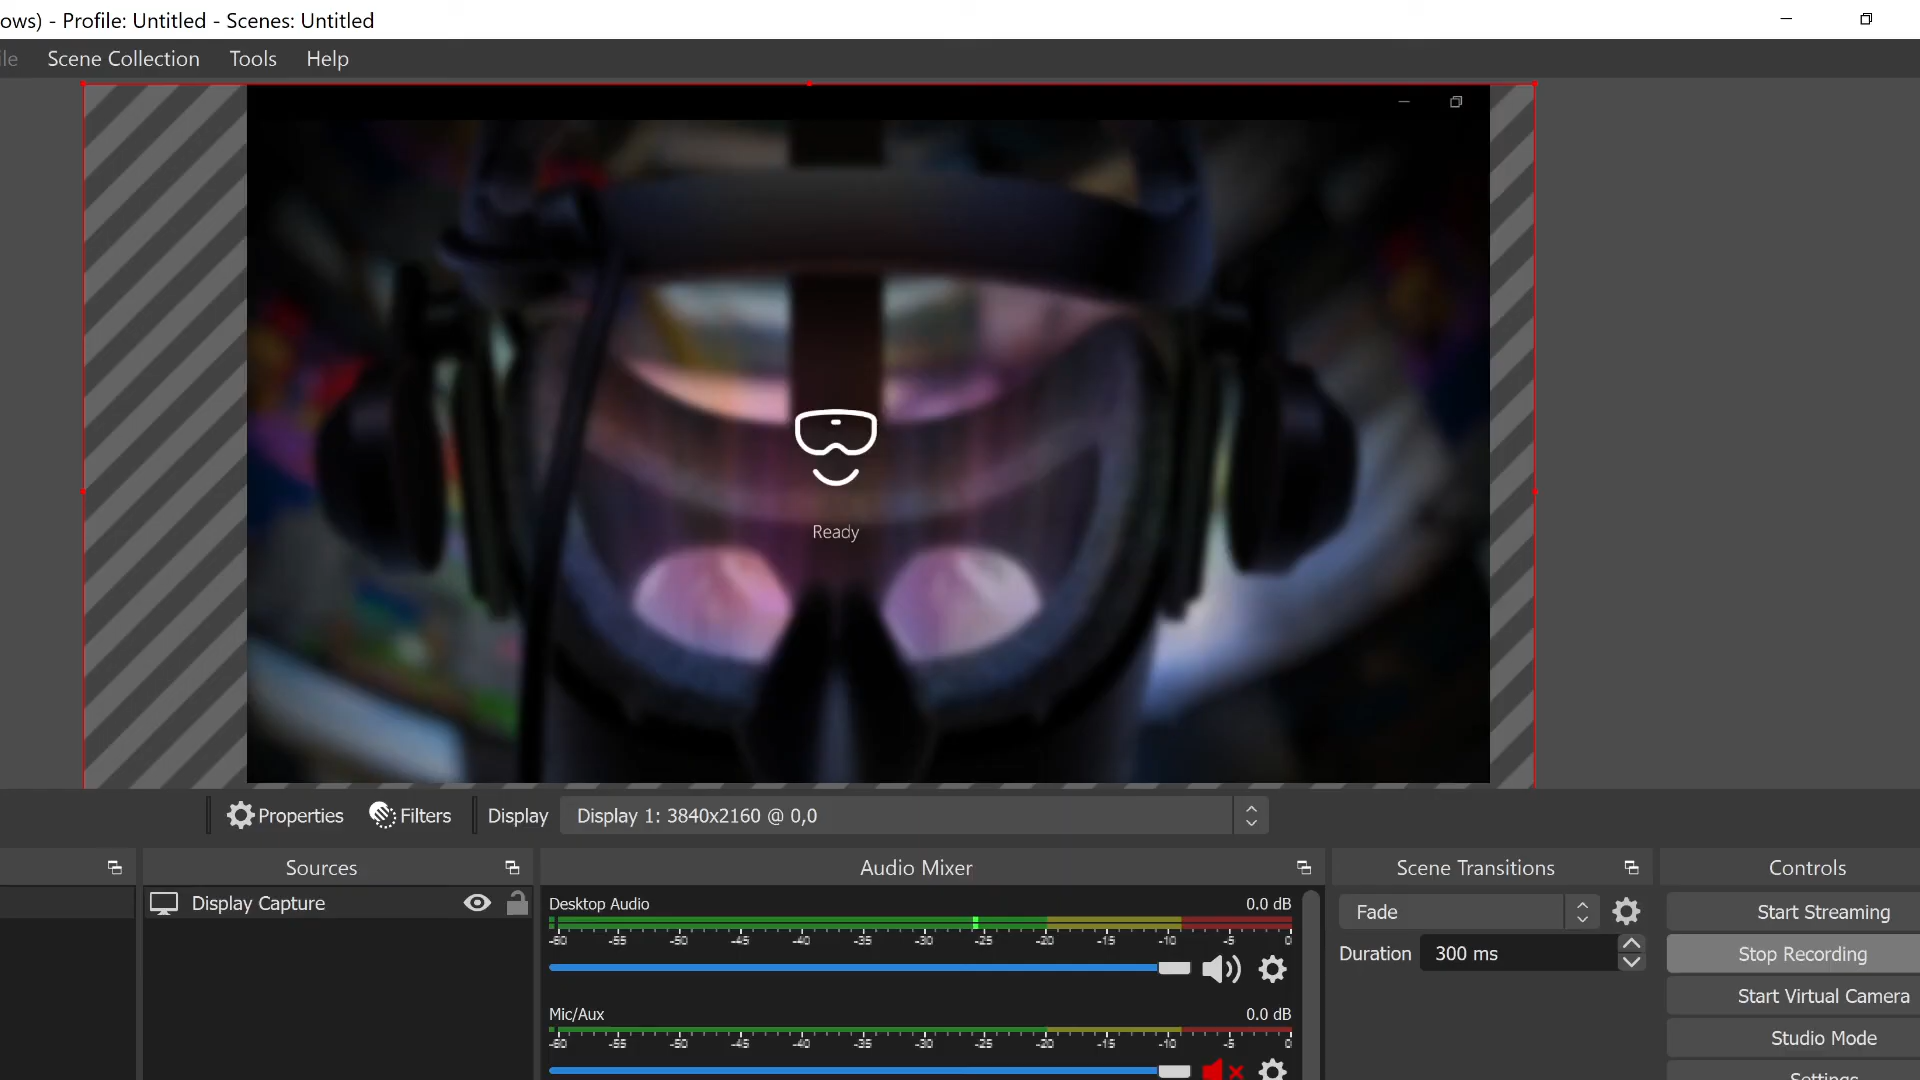 ows) - Profile: Untitled - Scenes: Untitled
ile Scene Collection Tools Help
Ready
Properties Filters Display Display 1: 3840x2160 @ 0,0
Sources Audio Mixer Scene Transitions Controls
Display Capture
Desktop Audio 0.0 dB
-60 -55 -50 -45 -40 -35 -30 -25 -20 -15 -10 -5 0
Mic/Aux 0.0 dB
-60 -55 -50 -45 -40 -35 -30 -25 -20 -15 -10 -5 0
Fade
Duration 300 ms
Start Streaming
Stop Recording
Start Virtual Camera
Studio Mode
Settings